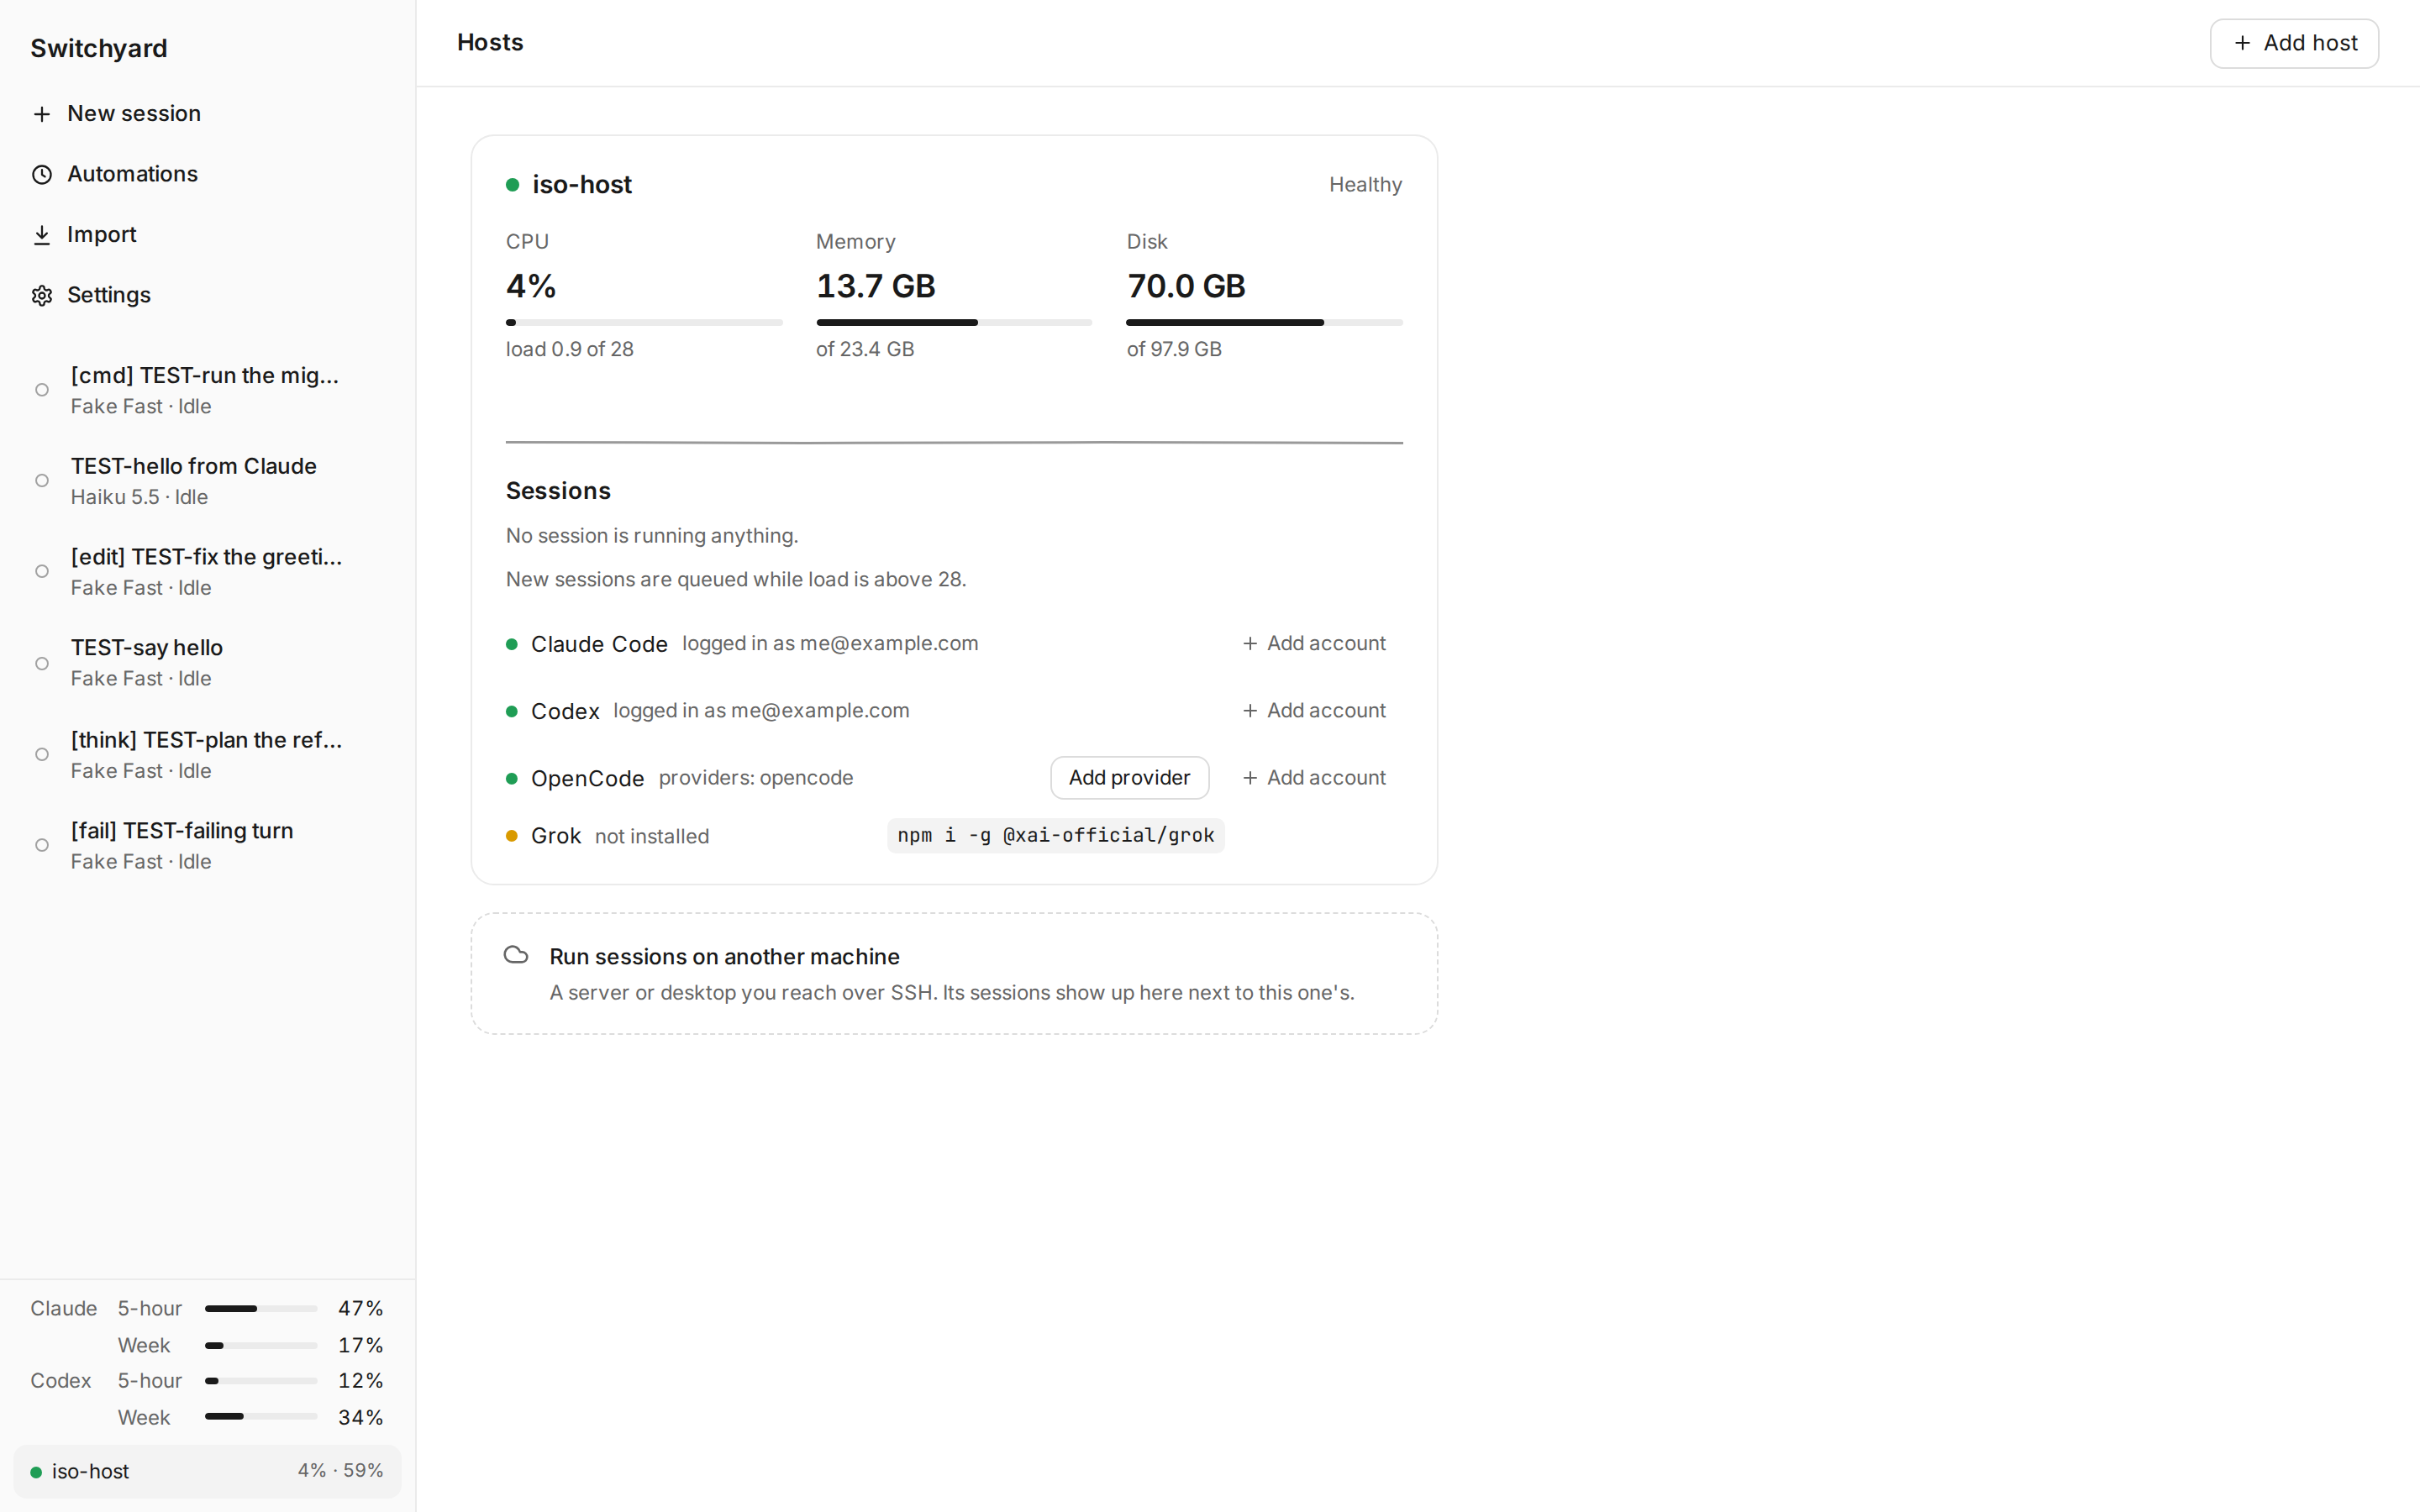 Switchyard
New session
Automations
Import
Settings
[cmd] TEST-run the mig...
Fake Fast · Idle
TEST-hello from Claude
Haiku 5.5 · Idle
[edit] TEST-fix the greeti...
Fake Fast · Idle
TEST-say hello
Fake Fast · Idle
[think] TEST-plan the ref...
Fake Fast · Idle
[fail] TEST-failing turn
Fake Fast · Idle
Claude 5-hour 47%
Week 17%
Codex 5-hour 12%
Week 34%
iso-host 4% · 59%
Hosts
+ Add host
iso-host Healthy
CPU Memory Disk
4% 13.7 GB 70.0 GB
load 0.9 of 28 of 23.4 GB of 97.9 GB
Sessions
No session is running anything.
New sessions are queued while load is above 28.
Claude Code logged in as me@example.com + Add account
Codex logged in as me@example.com + Add account
OpenCode providers: opencode Add provider + Add account
Grok not installed npm i -g @xai-official/grok
Run sessions on another machine
A server or desktop you reach over SSH. Its sessions show up here next to this one's.